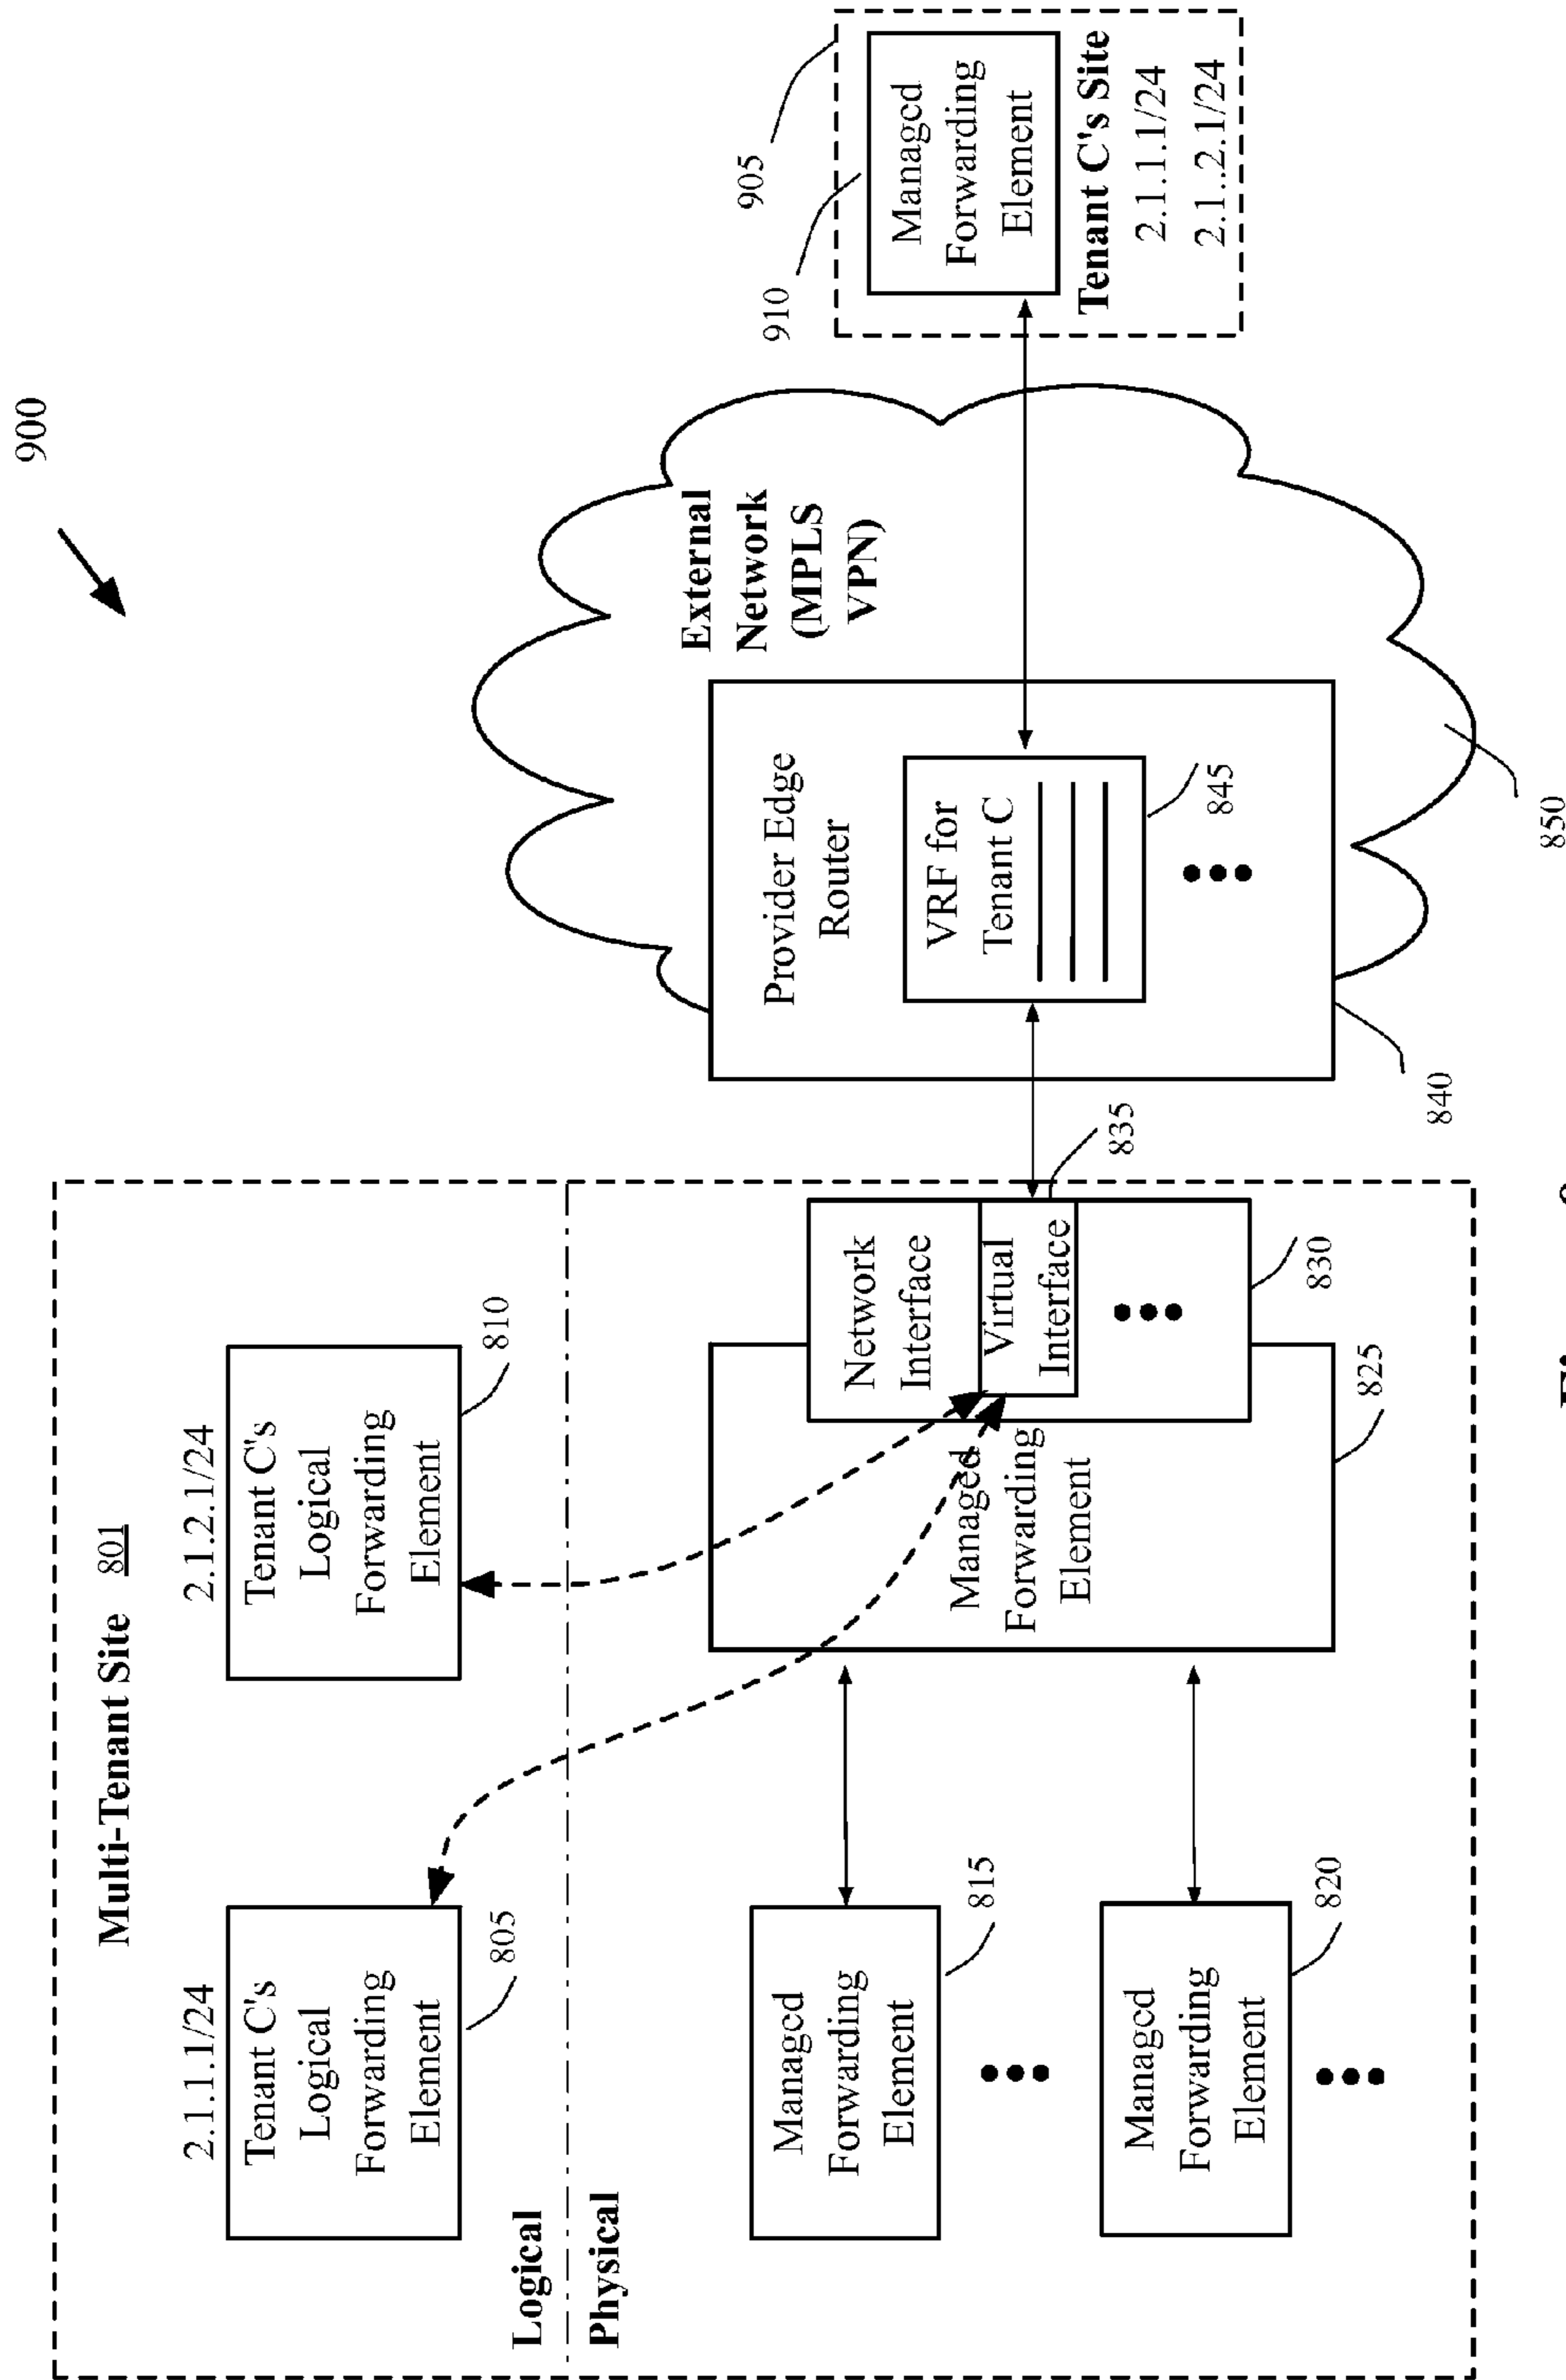 900
Multi-Tenant Site 801
2.1.1.1/24
Tenant C's
Logical
Forwarding
Element
805
2.1.2.1/24
Tenant C's
Logical
Forwarding
Element
810
Logical
Physical
Managed
Forwarding
Element
815
Managed
Forwarding
Element
820
Managed
Forwarding
Element
825
Network
Interface
Virtual
Interface
830
835
Provider Edge
Router
VRF for
Tenant C
845
840
External
Network
(MPLS
VPN)
850
905
910
Managed
Forwarding
Element
Tenant C's Site
2.1.1.1/24
2.1..2.1/24